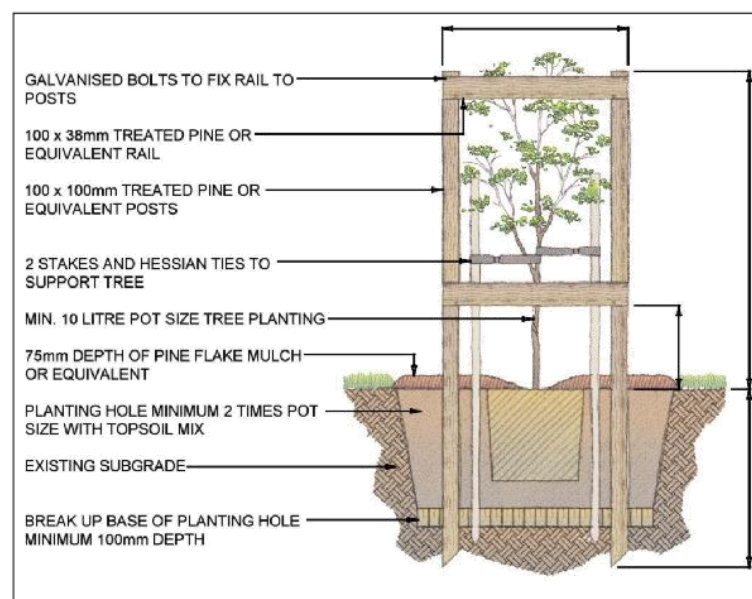 GALVANISED BOLTS TO FIX RAIL TO
POSTS
100 x 38mm TREATED PINE OR
EQUIVALENT RAIL
100 x 100mm TREATED PINE OR
EQUIVALENT POSTS
2 STAKES AND HESSIAN TIES TO
SUPPORT TREE
MIN. 10 LITRE POT SIZE TREE PLANTING
75mm DEPTH OF PINE FLAKE MULCH
OR EQUIVALENT
PLANTING HOLE MINIMUM 2 TIMES POT
SIZE WITH TOPSOIL MIX
EXISTING SUBGRADE
BREAK UP BASE OF PLANTING HOLE
MINIMUM 100mm DEPTH